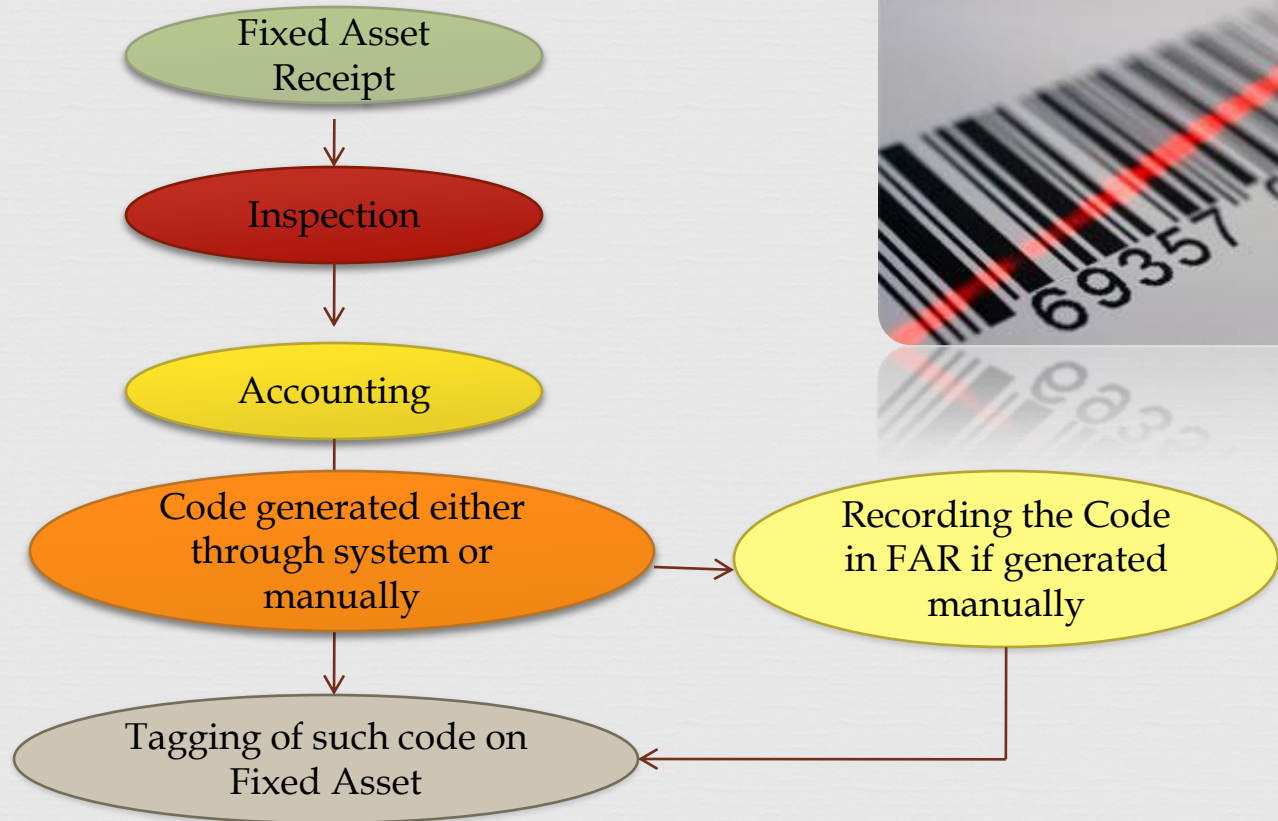 Fixed Asset
Receipt
Inspection
Accounting
Code generated either
through system or
manually
Recording the Code
in FAR if generated
manually
Tagging of such code on
Fixed Asset
69357